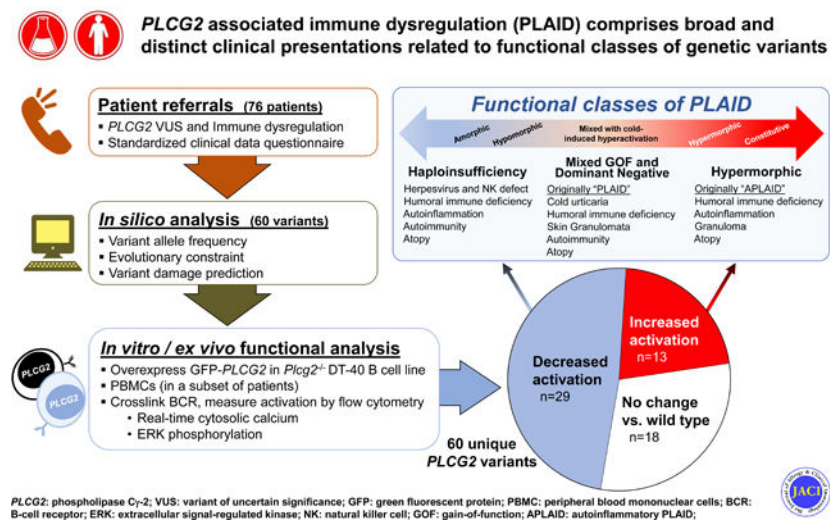 PLCG2 associated immune dysregulation (PLAID) comprises broad and
distinct clinical presentations related to functional classes of genetic variants
Patient referrals (76 patients)
▪ PLCG2 VUS and Immune dysregulation
▪ Standardized clinical data questionnaire
In silico analysis (60 variants)
▪ Variant allele frequency
▪ Evolutionary constraint
▪ Variant damage prediction
In vitro / ex vivo functional analysis
▪ Overexpress GFP-PLCG2 in Plcg2-/- DT-40 B cell line
▪ PBMCs (in a subset of patients)
▪ Crosslink BCR, measure activation by flow cytometry
• Real-time cytosolic calcium
• ERK phosphorylation
PLCG2
PLCG2
Functional classes of PLAID
Amorphic
Hypomorphic
Mixed with cold-
induced hyperactivation
Hypermorphic
Constitutive
Haploinsufficiency
Herpesvirus and NK defect
Humoral immune deficiency
Autoinflammation
Autoimmunity
Atopy
Mixed GOF and
Dominant Negative
Originally "PLAID"
Cold urticaria
Humoral immune deficiency
Skin Granulomata
Autoimmunity
Atopy
Hypermorphic
Originally "APLAID"
Humoral immune deficiency
Autoinflammation
Granuloma
Atopy
Decreased
activation
n=29
Increased
activation
n=13
No change
vs. wild type
n=18
60 unique
PLCG2 variants
JACI
PLCG2: phospholipase Cγ-2; VUS: variant of uncertain significance; GFP: green fluorescent protein; PBMC: peripheral blood mononuclear cells; BCR:
B-cell receptor; ERK: extracellular signal-regulated kinase; NK: natural killer cell; GOF: gain-of-function; APLAID: autoinflammatory PLAID;